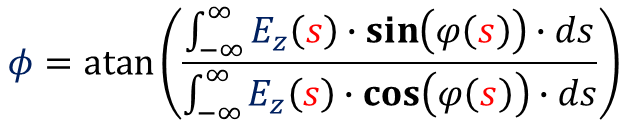 ϕ = atan(∫_{-∞}^{∞} E_z(s) · sin(φ(s)) · ds / ∫_{-∞}^{∞} E_z(s) · cos(φ(s)) · ds)